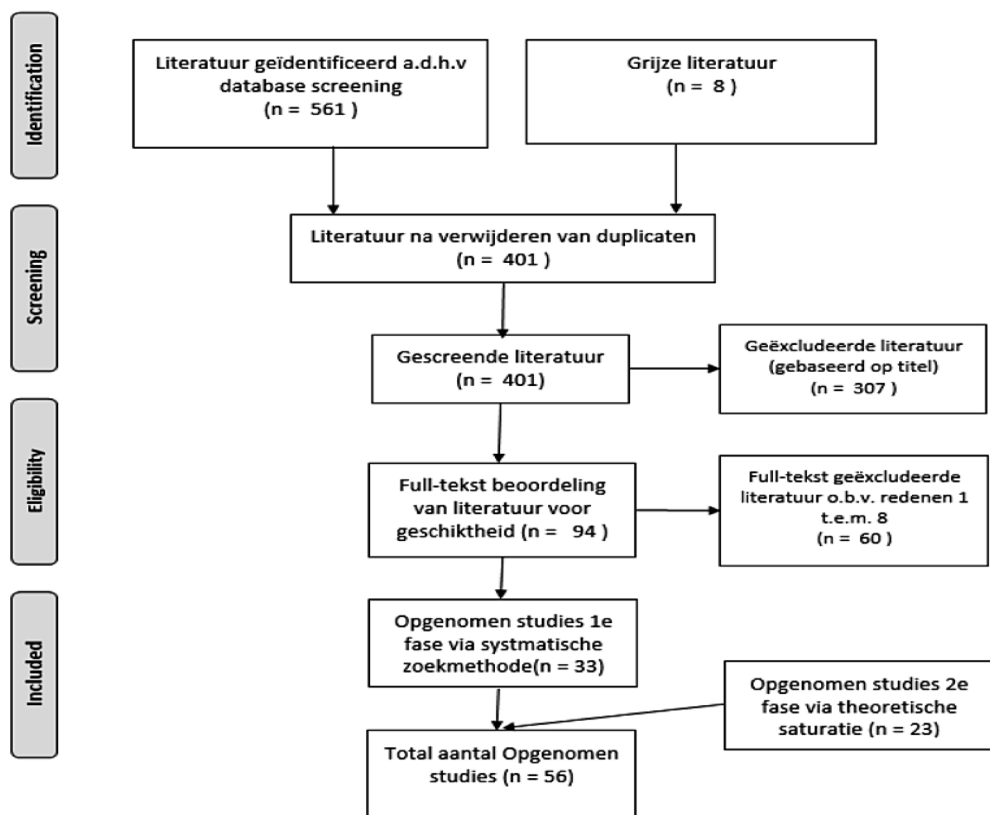 Identification
Literatuur geïdentificeerd a.d.h.v
database screening
(n = 561 )
Grijze literatuur
(n = 8 )
Screening
Literatuur na verwijderen van duplicaten
(n = 401 )
Gescreende literatuur
(n = 401)
Geëxcludeerde literatuur
(gebaseerd op titel)
(n = 307 )
Eligibility
Full-tekst beoordeling
van literatuur voor
geschiktheid (n = 94 )
Full-tekst geëxcludeerde
literatuur o.b.v. redenen 1
t.e.m. 8
(n = 60 )
Included
Opgenomen studies 1e
fase via systmatische
zoekmethode(n = 33)
Opgenomen studies 2e
fase via theoretische
saturatie (n = 23)
Total aantal Opgenomen
studies (n = 56)